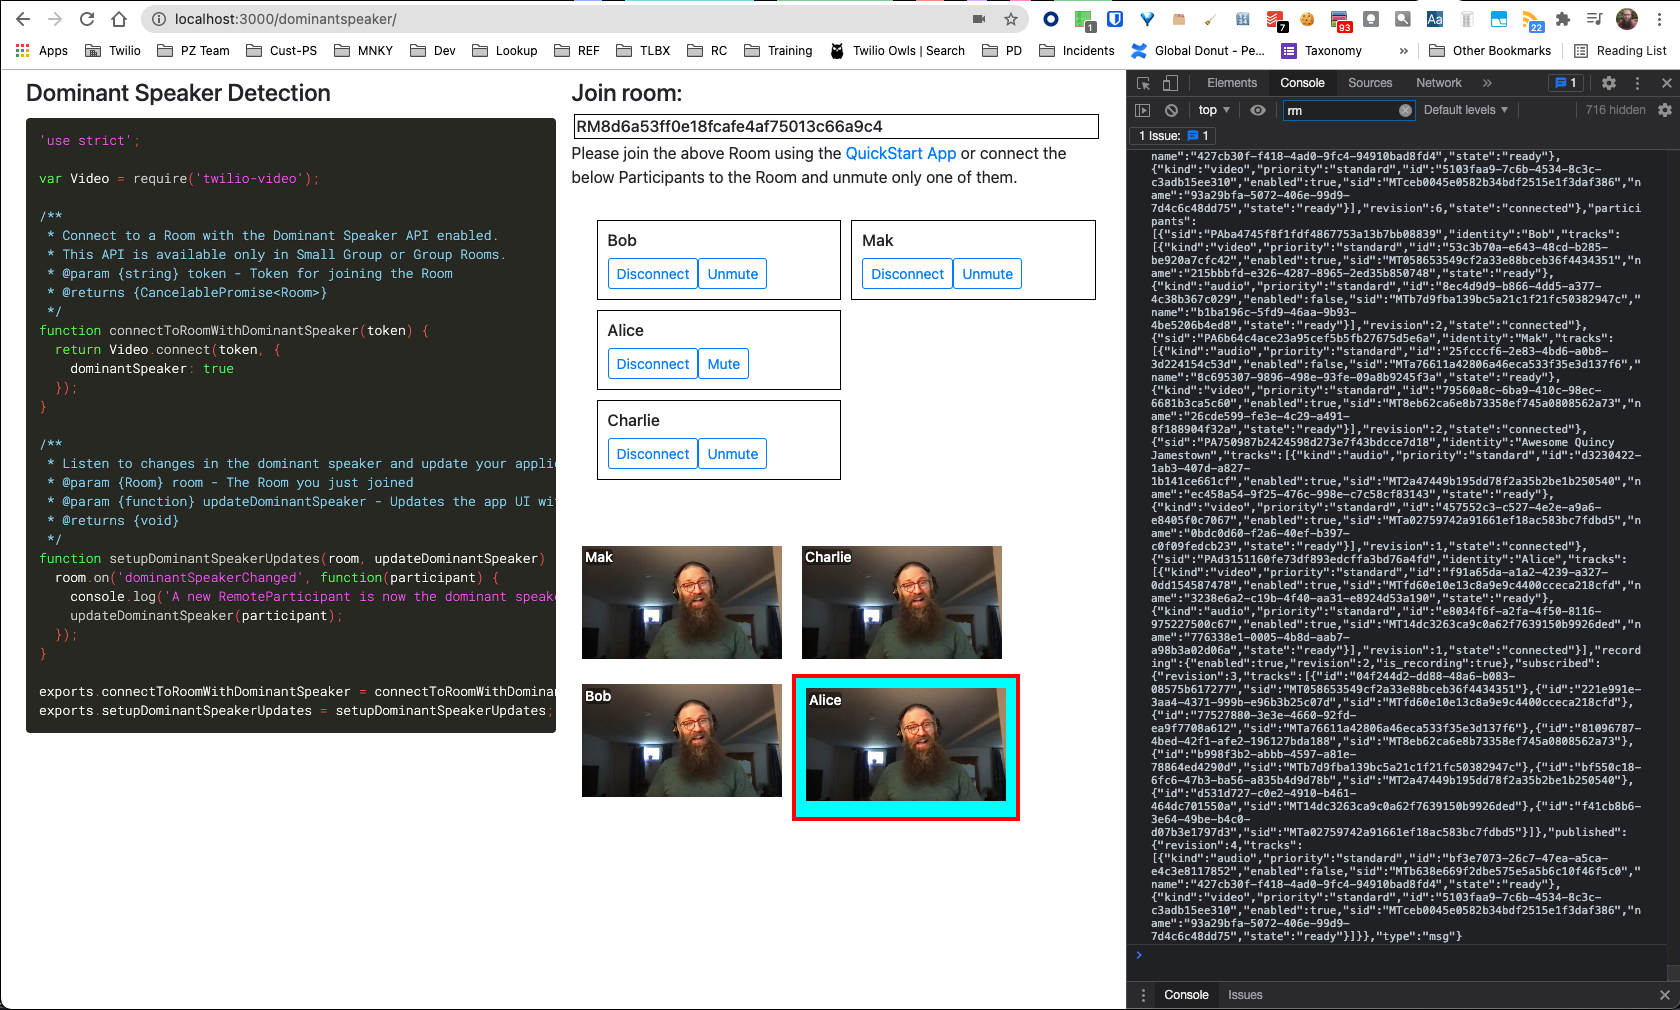 localhost:3000/dominantspeaker/
1
7
93
Aa
22
Apps
Twilio
PZ Team
Cust-PS
MNKY
Dev
Lookup
REF
TLBX
RC
Training
Twilio Owls | Search
PD
Incidents
Global Donut - Pe...
Taxonomy
»
Other Bookmarks
Reading List
Dominant Speaker Detection
'use strict';
var Video = require('twilio-video');
/**
* Connect to a Room with the Dominant Speaker API enabled.
* This API is available only in Small Group or Group Rooms.
* @param {string} token - Token for joining the Room
* @returns {CancelablePromise<Room>}
*/
function connectToRoomWithDominantSpeaker(token) {
return Video.connect(token, {
dominantSpeaker: true
});
}
/**
* Listen to changes in the dominant speaker and update your appli
* @param {Room} room - The Room you just joined
* @param {function} updateDominantSpeaker - Updates the app UI wi
* @returns {void}
*/
function setupDominantSpeakerUpdates(room, updateDominantSpeaker)
room.on('dominantSpeakerChanged', function(participant) {
console.log('A new RemoteParticipant is now the dominant speake
updateDominantSpeaker(participant);
});
}
exports.connectToRoomWithDominantSpeaker = connectToRoomWithDominan
exports.setupDominantSpeakerUpdates = setupDominantSpeakerUpdates;
Join room:
RM8d6a53ff0e18fcafe4af75013c66a9c4
Please join the above Room using the QuickStart App or connect the
below Participants to the Room and unmute only one of them.
Bob
Disconnect Unmute
Mak
Disconnect Unmute
Alice
Disconnect Mute
Charlie
Disconnect Unmute
Mak
Charlie
Bob
Alice
Elements
Console
Sources
Network
»
1
top
rm
Default levels
716 hidden
1 Issue: 1
name":"427cb30f-f418-4ad0-9fc4-94910bad8fd4","state":"ready"},
{"kind":"video","priority":"standard","id":"5103faa9-7c6b-4534-8c3c-
c3adb15ee310","enabled":true,"sid":"MTceb0045e0582b34bdf2515e1f3daf386","n
ame":"93a29bfa-5072-406e-99d9-
7d4c6c48dd75","state":"ready"}],"revision":6,"state":"connected"},"partici
pants":
[{"sid":"PAba4745f8f1fdf4867753a13b7bb08839","identity":"Bob","tracks":
[{"kind":"video","priority":"standard","id":"53c3b70a-e643-48cd-b285-
be920a7cfc42","enabled":true,"sid":"MT058653549cf2a33e88bceb36f4434351","n
ame":"215bbbfd-e326-4287-8965-2ed35b850748","state":"ready"},
{"kind":"audio","priority":"standard","id":"8ec4d9d9-b866-4dd5-a377-
4c38b367c029","enabled":false,"sid":"MTb7d9fba139bc5a21c1f21fc50382947c","
name":"b1ba196c-5fd9-46aa-9b93-
4be5206b4ed8","state":"ready"}],"revision":2,"state":"connected"},
{"sid":"PA6b64c4ace23a95cef5b5fb27675d5e6a","identity":"Mak","tracks":
[{"kind":"audio","priority":"standard","id":"25fcccf6-2e83-4bd6-a0b8-
3d224154c53d","enabled":false,"sid":"MTa76611a42806a46eca533f35e3d137f6","
name":"8c695307-9896-498e-93fe-09a8b9245f3a","state":"ready"},
{"kind":"video","priority":"standard","id":"79560a8c-6ba9-410c-98ec-
6681b3ca5c60","enabled":true,"sid":"MT8eb62ca6e8b73358ef745a0808562a73","n
ame":"26cde599-fe3e-4c29-a491-
8f188904f32a","state":"ready"}],"revision":2,"state":"connected"},
{"sid":"PA750987b2424598d273e7f43bdcce7d18","identity":"Awesome Quincy
Jamestown","tracks":[{"kind":"audio","priority":"standard","id":"d3230422-
1ab3-407d-a827-
1b141ce661cf","enabled":true,"sid":"MT2a47449b195dd78f2a35b2be1b250540","n
ame":"ec458a54-9f25-476c-998e-c7c58cf83143","state":"ready"},
{"kind":"video","priority":"standard","id":"457552c3-c527-4e2e-a9a6-
e8405f0c7067","enabled":true,"sid":"MTa02759742a91661ef18ac583bc7fdbd5","n
ame":"0bdc0d60-f2a6-40ef-b397-
c0f09fedcb23","state":"ready"}],"revision":1,"state":"connected"},
{"sid":"PAd3151160fe73df893edcffa3bd76a4fd","identity":"Alice","tracks":
[{"kind":"video","priority":"standard","id":"f91a65da-a1a2-4239-a327-
0dd154587478","enabled":true,"sid":"MTfd60e10e13c8a9e9c4400cceca218cfd","n
ame":"3238e6a2-c19b-4f40-aa31-e8924d53a190","state":"ready"},
{"kind":"audio","priority":"standard","id":"e8034f6f-a2fa-4f50-8116-
975227500c67","enabled":true,"sid":"MT14dc3263ca9c0a62f7639150b9926ded","n
ame":"776338e1-0005-4b8d-aab7-
a98b3a02d06a","state":"ready"}],"revision":1,"state":"connected"}],"record
ing":{"enabled":true,"revision":2,"is_recording":true},"subscribed":
{"revision":3,"tracks":[{"id":"04f244d2-dd88-48a6-b083-
08575b617277","sid":"MT058653549cf2a33e88bceb36f4434351"},{"id":"221e991e-
3aa4-4371-999b-e96b3b25c07d","sid":"MTfd60e10e13c8a9e9c4400cceca218cfd"},
{"id":"77527880-3e3e-4660-92fd-
ea9f7708a612","sid":"MTa76611a42806a46eca533f35e3d137f6"},{"id":"81096787-
4bed-42f1-afe2-196127bda188","sid":"MT8eb62ca6e8b73358ef745a0808562a73"},
{"id":"b998f3b2-abbb-4597-a81e-
78864ed4290d","sid":"MTb7d9fba139bc5a21c1f21fc50382947c"},{"id":"bf550c18-
6fc6-47b3-ba56-a835b4d9d78b","sid":"MT2a47449b195dd78f2a35b2be1b250540"},
{"id":"d531d727-c0e2-4910-b461-
464dc701550a","sid":"MT14dc3263ca9c0a62f7639150b9926ded"},{"id":"f41cb8b6-
3e64-49be-b4c0-
d07b3e1797d3","sid":"MTa02759742a91661ef18ac583bc7fdbd5"}]},"published":
{"revision":4,"tracks":
[{"kind":"audio","priority":"standard","id":"bf3e7073-26c7-47ea-a5ca-
e4c3e8117852","enabled":false,"sid":"MTb638e669f2dbe575e5a5b6c10f46f5c0","
name":"427cb30f-f418-4ad0-9fc4-94910bad8fd4","state":"ready"},
{"kind":"video","priority":"standard","id":"5103faa9-7c6b-4534-8c3c-
c3adb15ee310","enabled":true,"sid":"MTceb0045e0582b34bdf2515e1f3daf386","n
ame":"93a29bfa-5072-406e-99d9-
7d4c6c48dd75","state":"ready"}]}},"type":"msg"}
Console
Issues